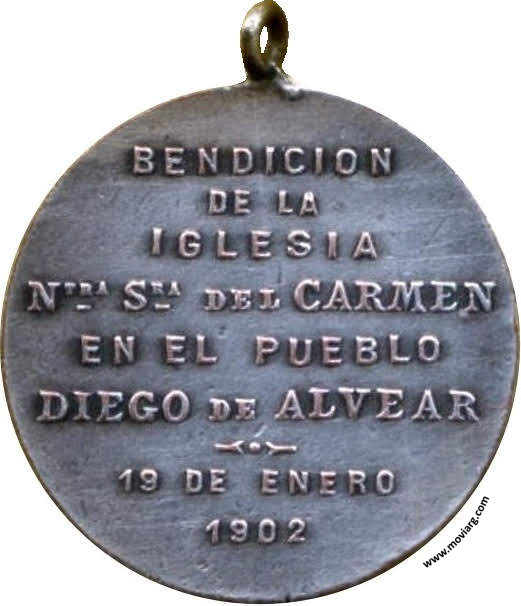 BENDICION
DE LA
IGLESIA
NTRA SRA DEL CARMEN
EN EL PUEBLO
DIEGO DE ALVEAR
19 DE ENERO
1902
www.moviarg.com